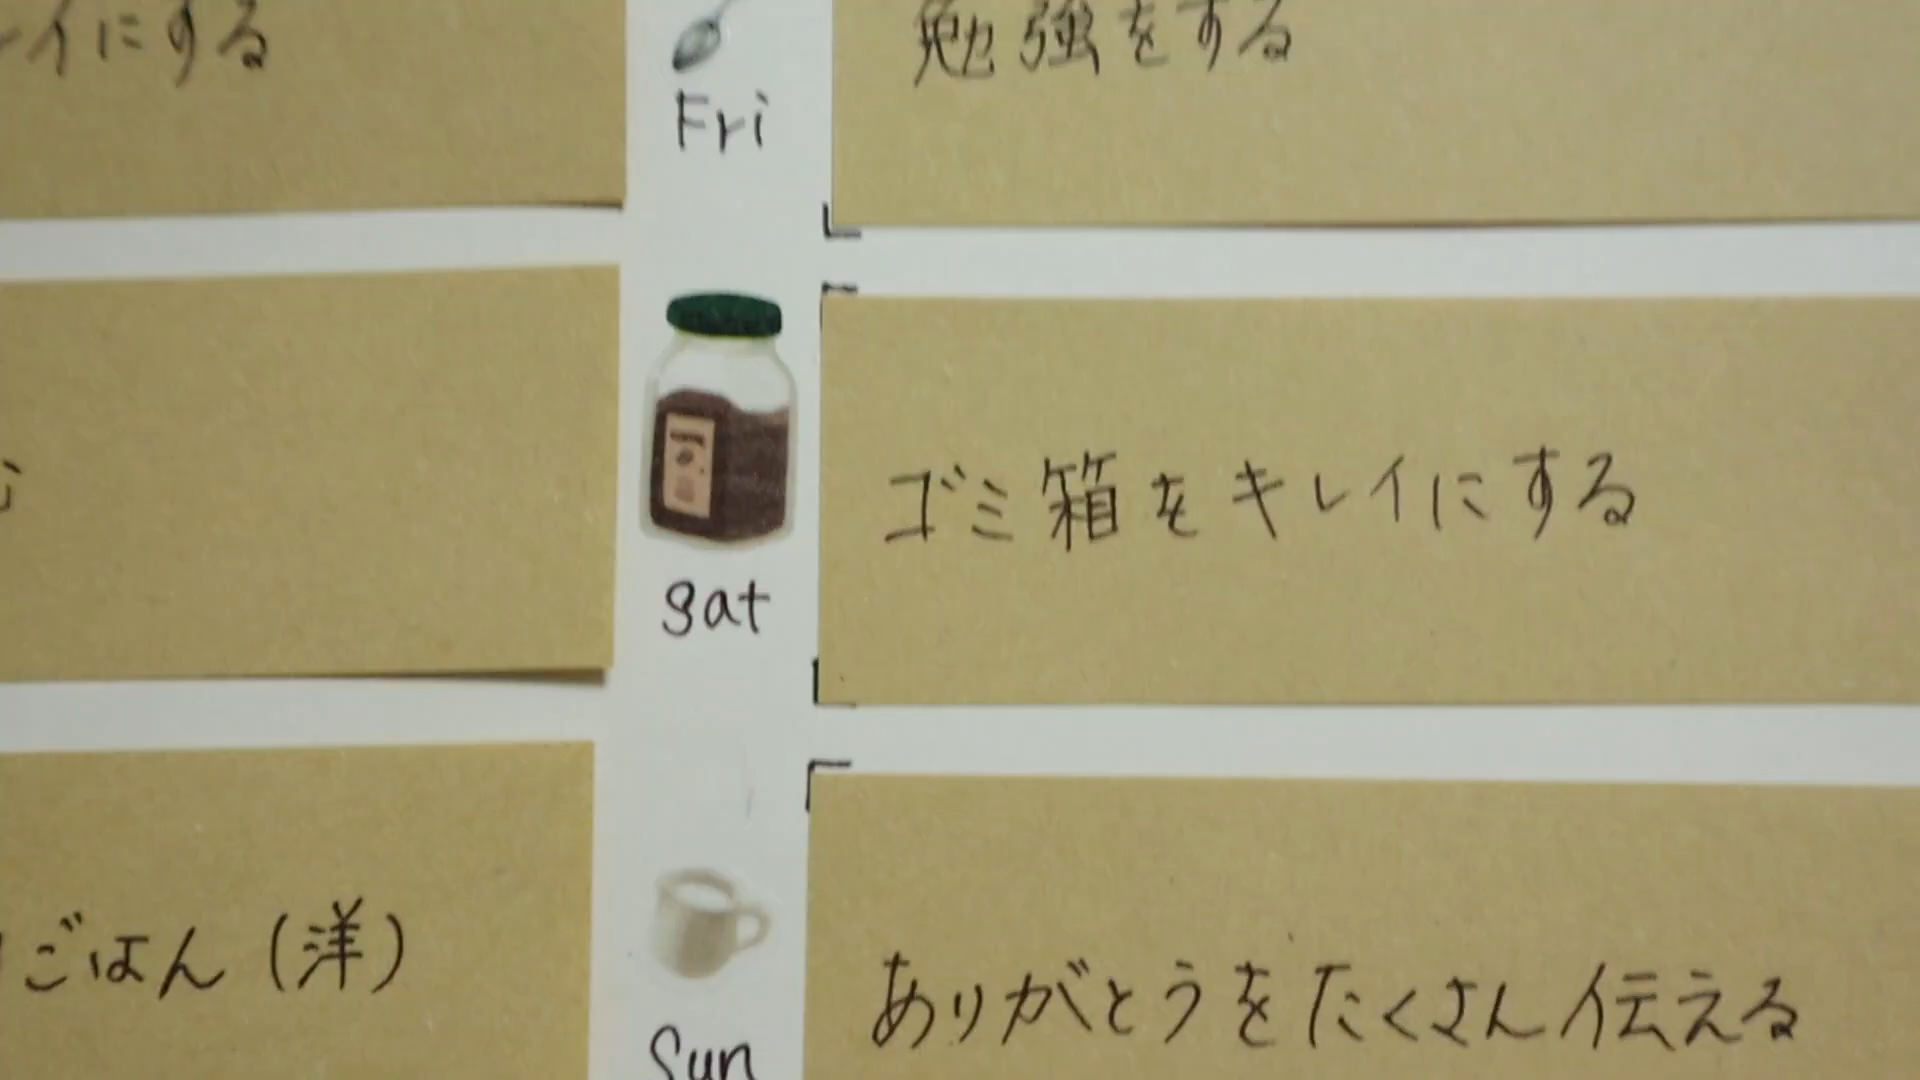 レイにする
Fri
勉強をする
sat
ゴミ箱をキレイにする
ごはん(洋)
Sun
ありがとうをたくさん伝える